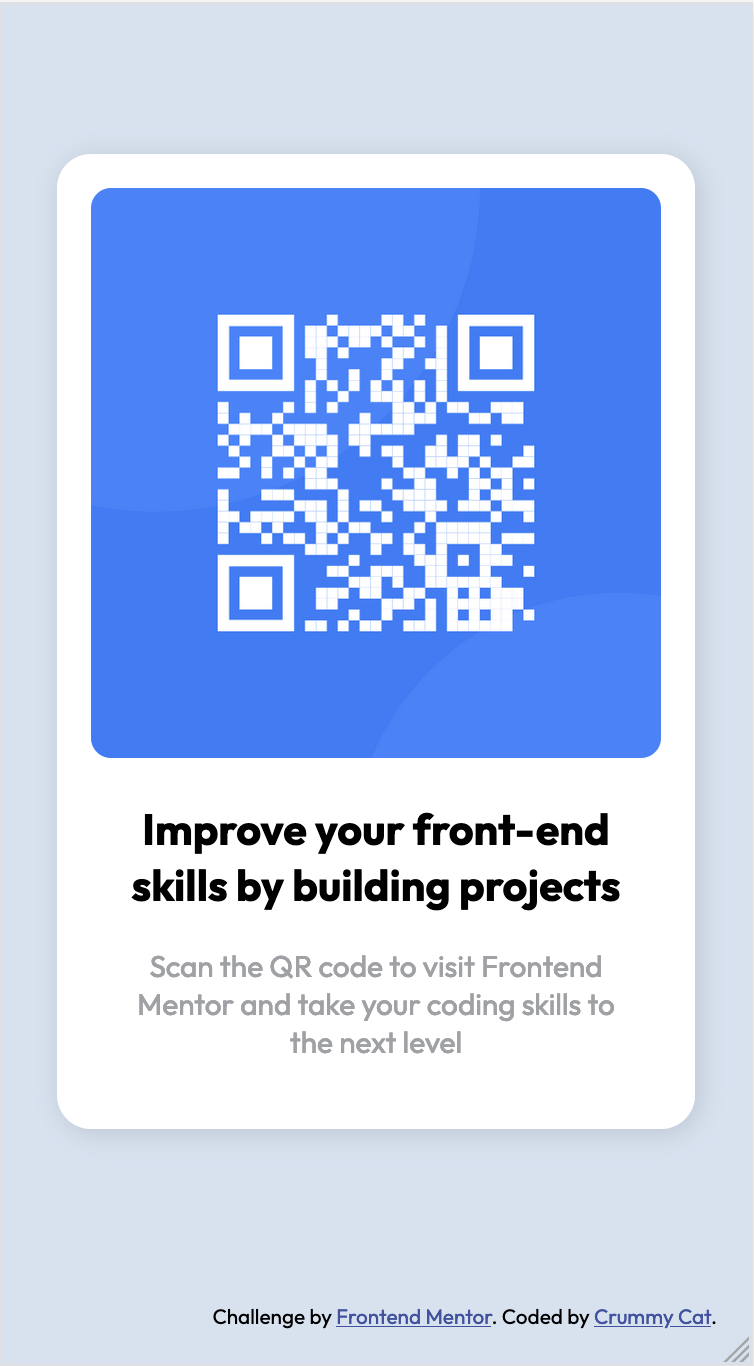 Improve your front-end
skills by building projects
Scan the QR code to visit Frontend
Mentor and take your coding skills to
the next level
Challenge by Frontend Mentor. Coded by Crummy Cat.